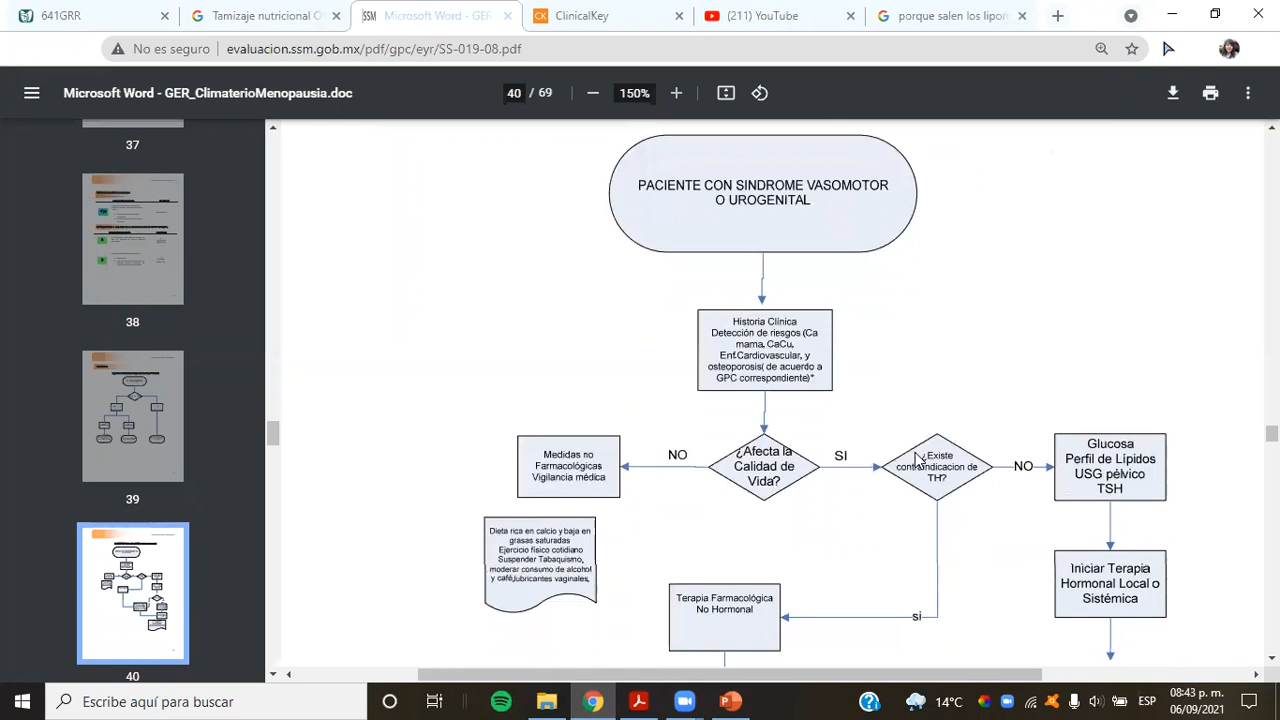 641GRR
Tamizaje nutricional O
SSM
Microsoft Word - GER_
CK
ClinicalKey
(211) YouTube
porque salen los lipon
No es seguro
evaluacion.ssm.gob.mx/pdf/gpc/eyr/SS-019-08.pdf
Microsoft Word - GER_ClimaterioMenopausia.doc
40 / 69
150%
37
38
39
40
PACIENTE CON SINDROME VASOMOTOR
O UROGENITAL
Historia Clínica
Detección de riesgos (Ca
mama, CaCu,
Enf.Cardiovascular, y
osteoporosis( de acuerdo a
GPC correspondiente)*
Medidas no
Farmacológicas
Vigilancia médica
NO
¿Afecta la
Calidad de
Vida?
SI
¿Existe
contraindicacion de
TH?
NO
Glucosa
Perfil de Lípidos
USG pélvico
TSH
Dieta rica en calcio y baja en
grasas saturadas
Ejercicio físico cotidiano
Suspender Tabaquismo,
moderar consumo de alcohol
y café,lubricantes vaginales,
Terapia Farmacológica
No Hormonal
si
Iniciar Terapia
Hormonal Local o
Sistémica
Escribe aquí para buscar
14°C
ESP
08:43 p. m.
06/09/2021